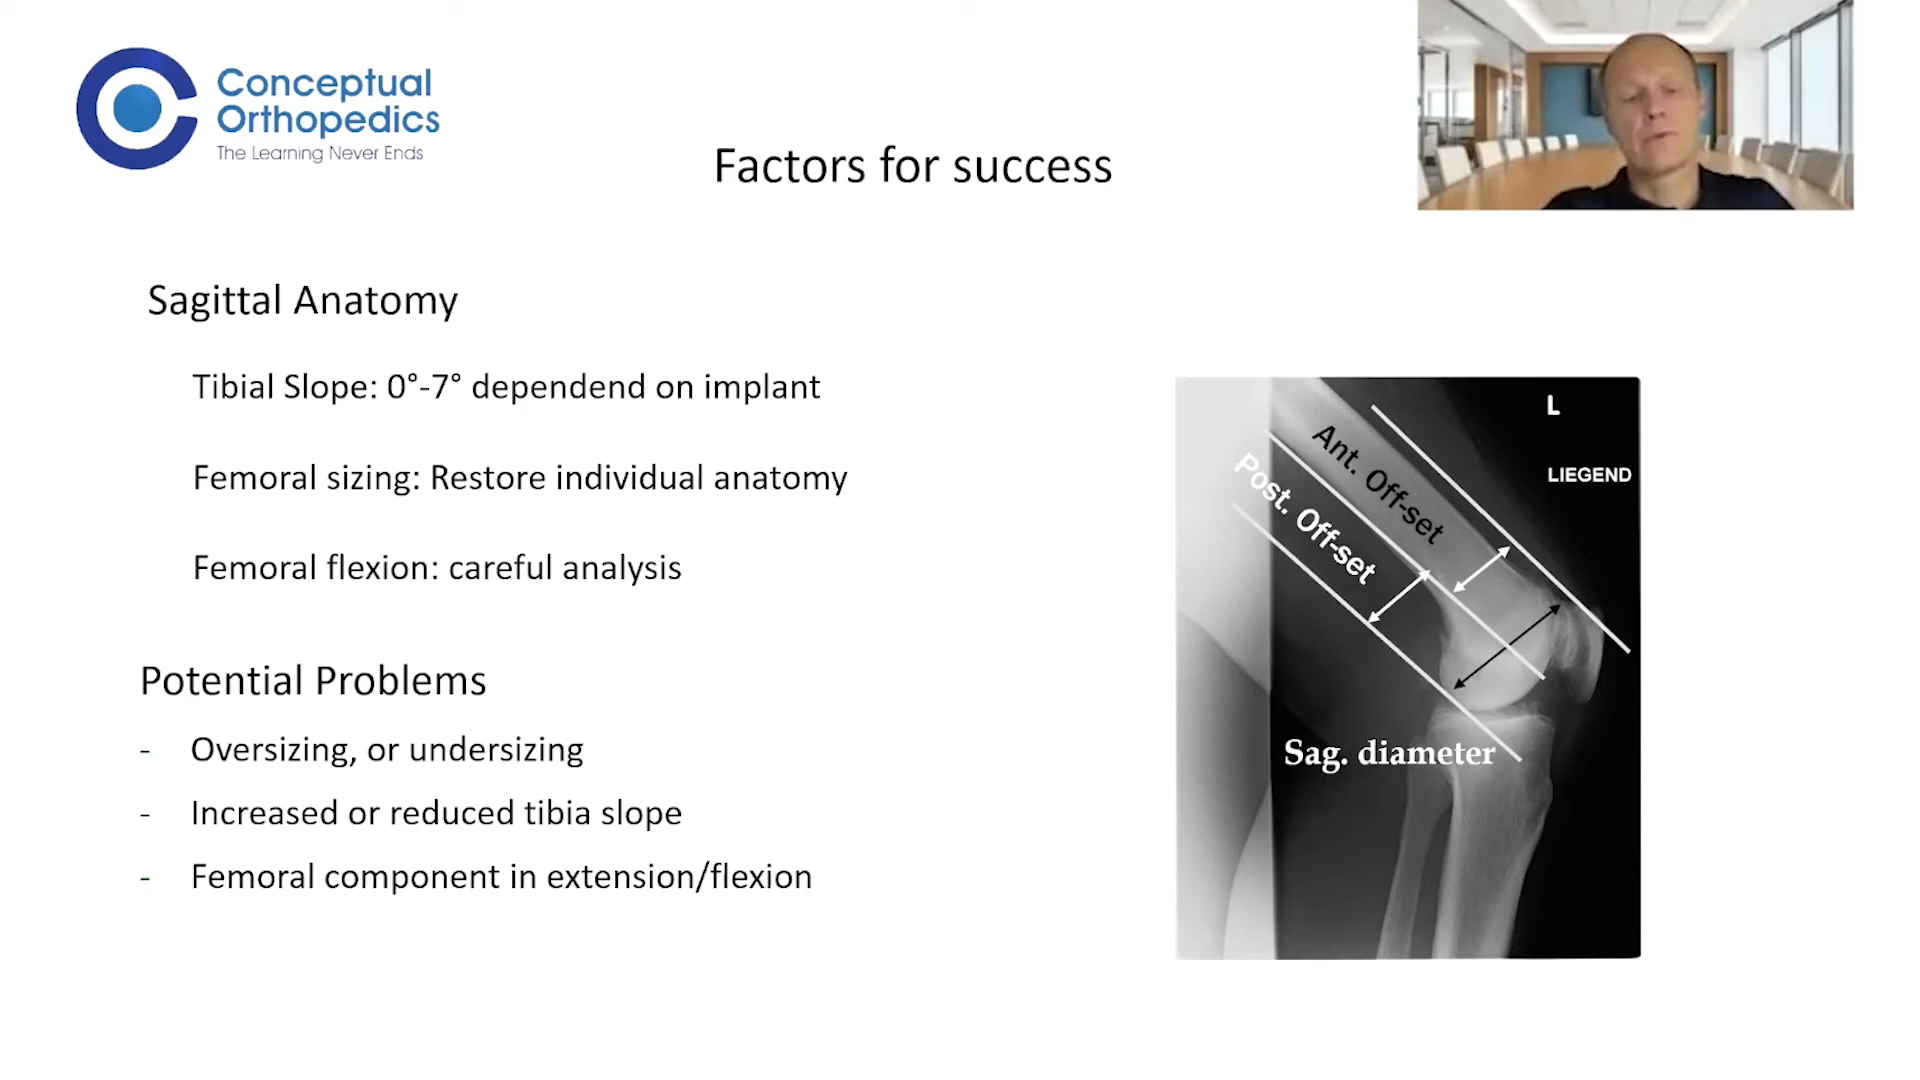 Conceptual
Orthopedics
The Learning Never Ends
Factors for success
Sagittal Anatomy
Tibial Slope: 0°-7° dependend on implant
Femoral sizing: Restore individual anatomy
Femoral flexion: careful analysis
Potential Problems
- Oversizing, or undersizing
- Increased or reduced tibia slope
- Femoral component in extension/flexion
L
LIEGEND
Ant. Off-set
Post. Off-set
Sag. diameter